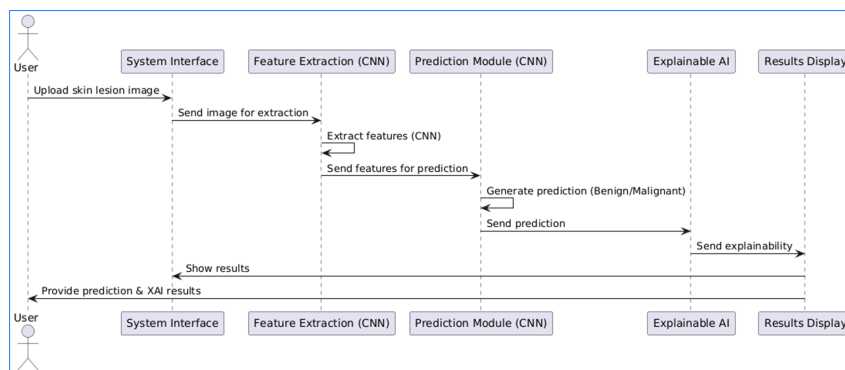 User
System Interface
Feature Extraction (CNN)
Prediction Module (CNN)
Explainable AI
Results Display
Upload skin lesion image
Send image for extraction
Extract features (CNN)
Send features for prediction
Generate prediction (Benign/Malignant)
Send prediction
Send explainability
Show results
Provide prediction & XAI results
User
System Interface
Feature Extraction (CNN)
Prediction Module (CNN)
Explainable AI
Results Display